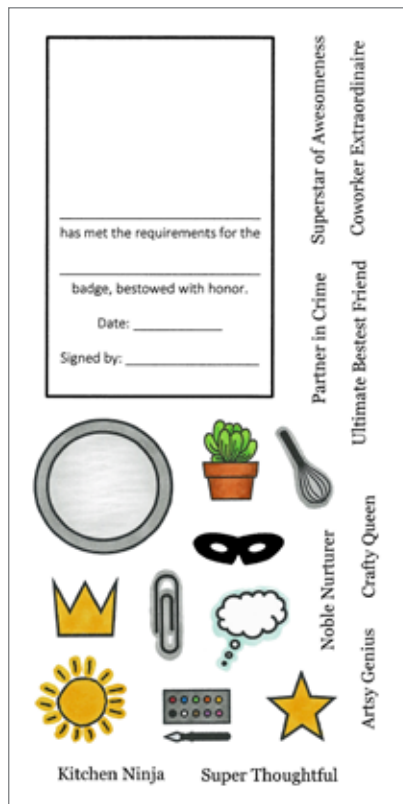 has met the requirements for the
badge, bestowed with honor.
Date:
Signed by:
Superstar of Awesomeness
Coworker Extraordinaire
Partner in Crime
Ultimate Bestest Friend
Noble Nurturer
Crafty Queen
Artsy Genius
Kitchen Ninja
Super Thoughtful